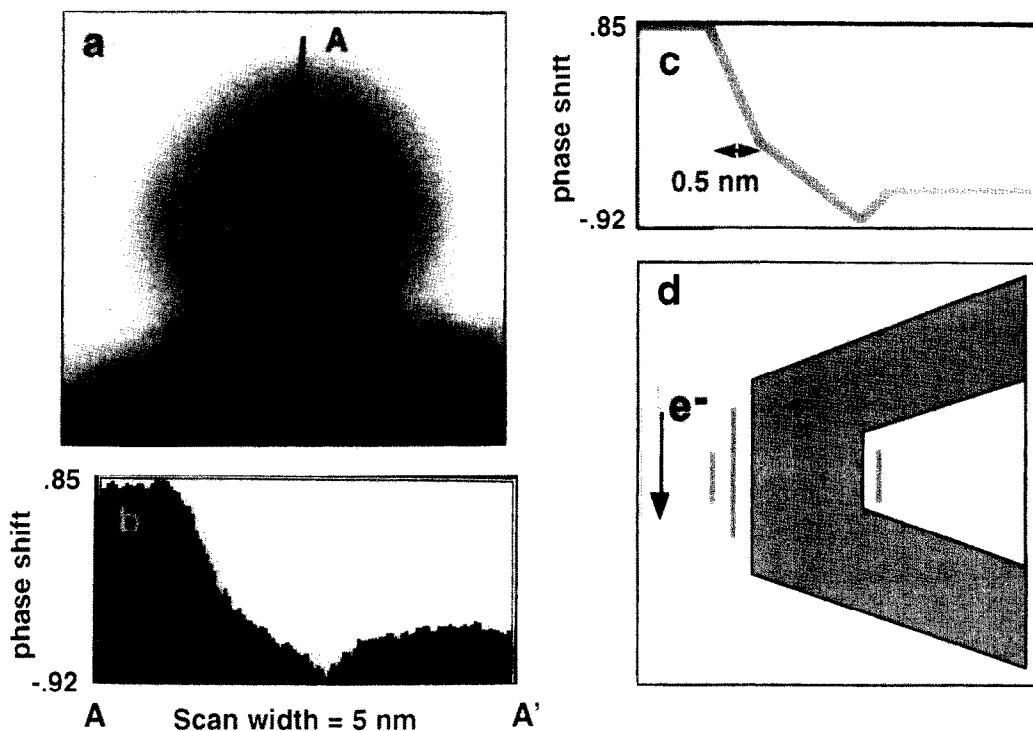 a
A
.85
b
phase shift
-.92
A
Scan width = 5 nm
A'
.85
c
phase shift
0.5 nm
-.92
d
e-